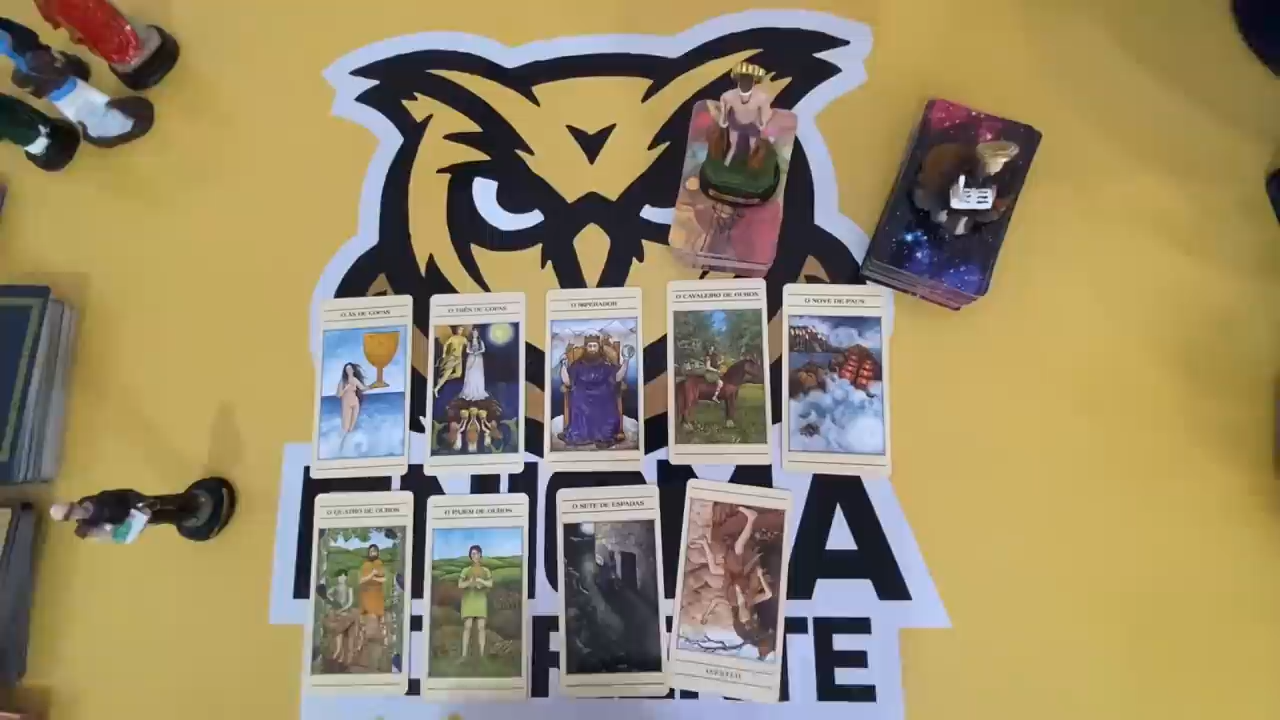 O ÁS DE COPAS
O TRÊS DE COPAS
O IMPERADOR
O CAVALEIRO DE OUROS
O NOVE DE PAUS
ENIGMA
O QUATRO DE OUROS
O PAJEM DE OUROS
O SETE DE ESPADAS